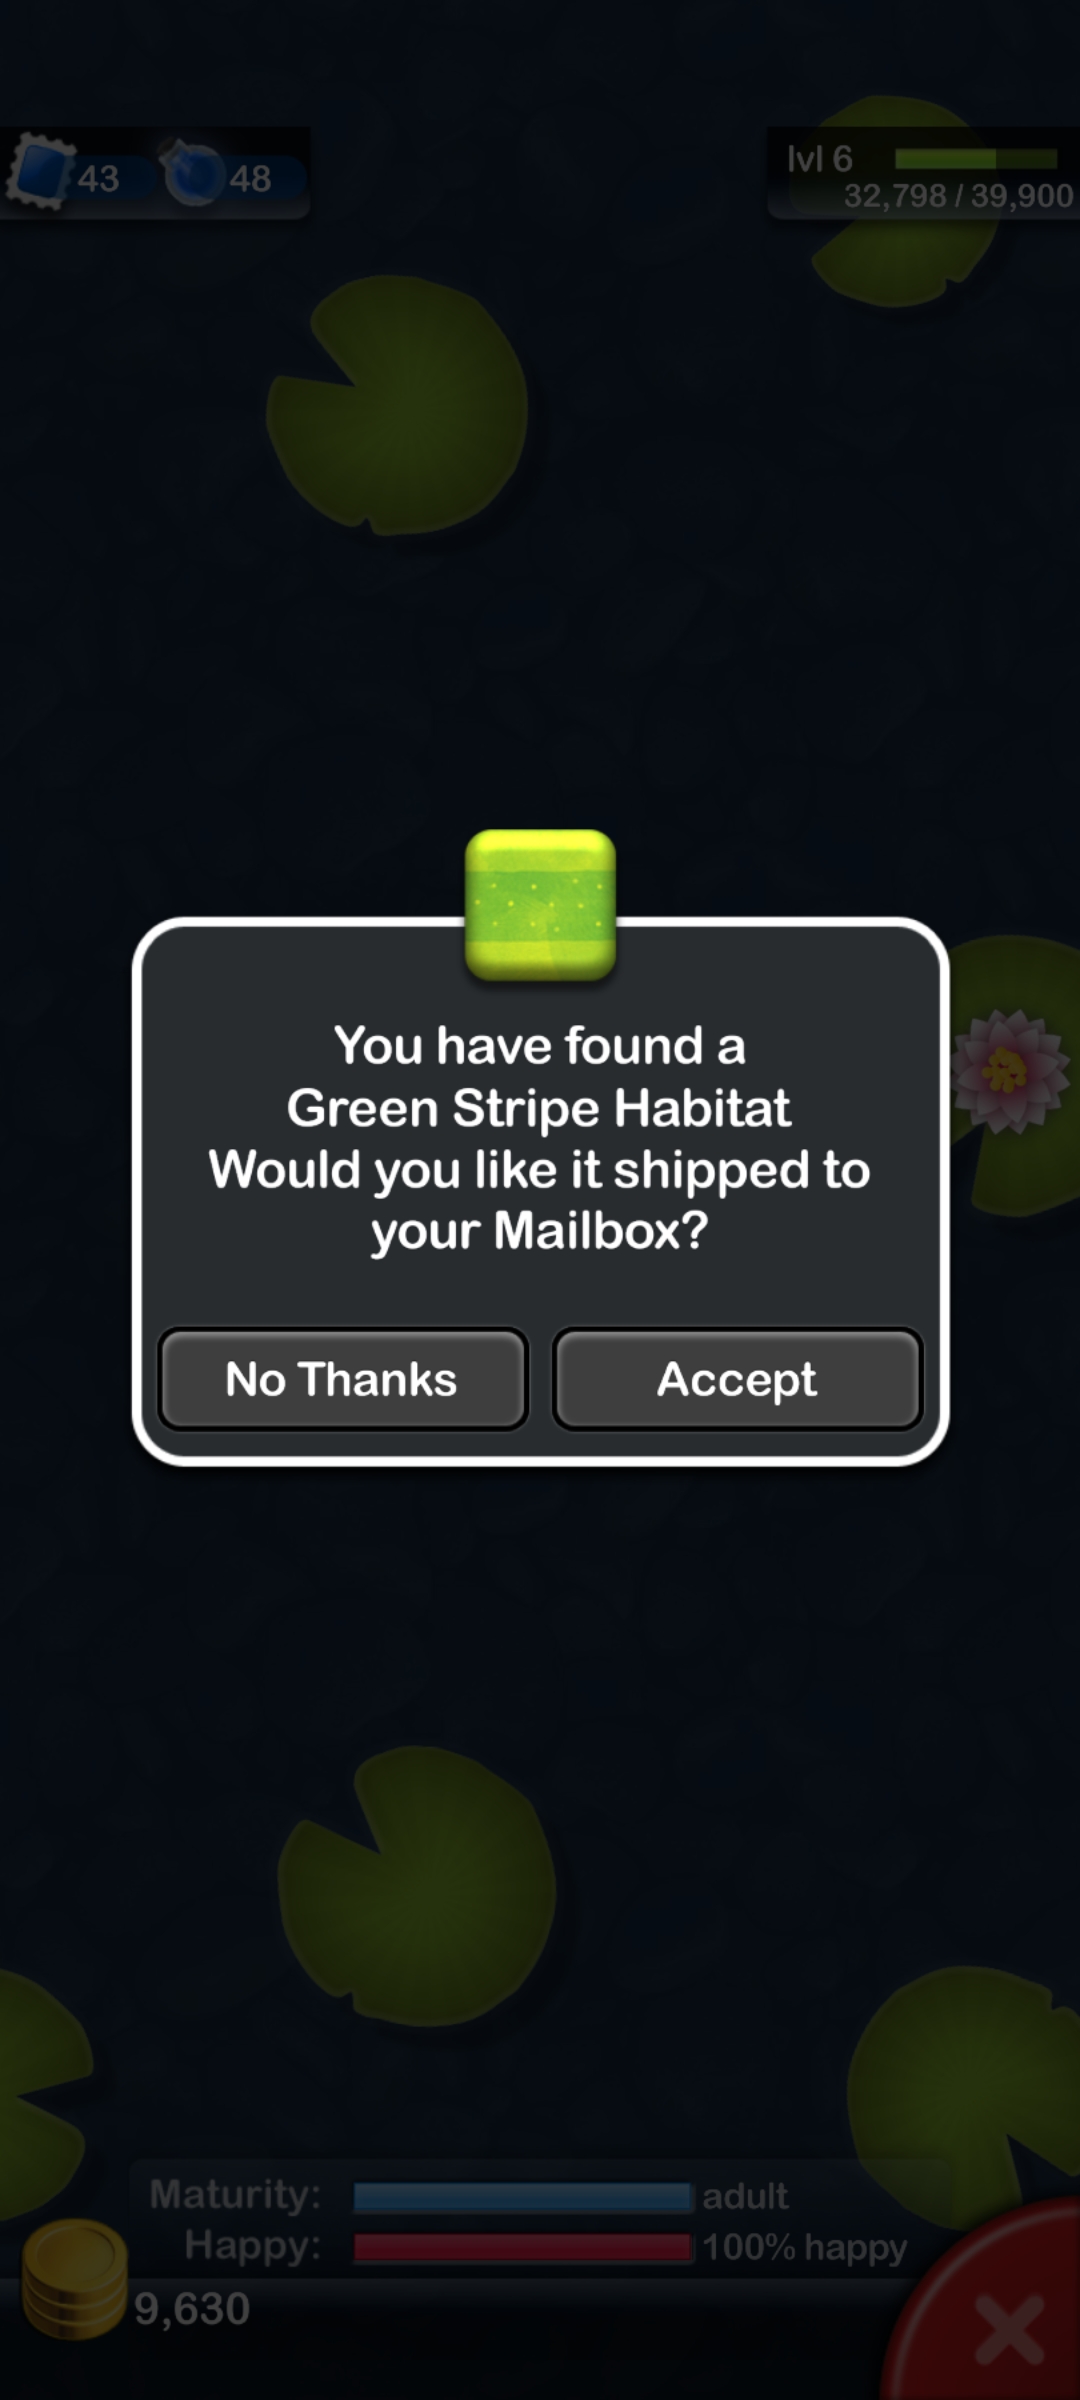 43
48
lvl 6
32,798 / 39,900
You have found a
Green Stripe Habitat
Would you like it shipped to
your Mailbox?
No Thanks
Accept
Maturity:
adult
Happy:
100% happy
9,630